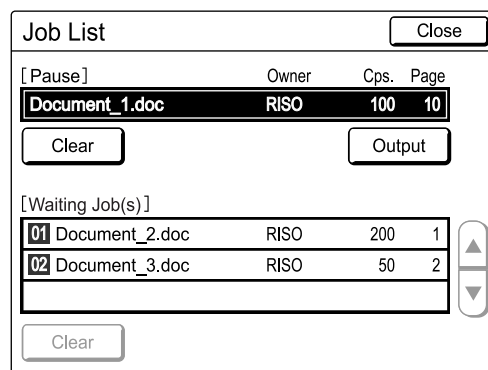 Job List Close
[Pause] Owner Cps. Page
Document_1.doc RISO 100 10
Clear Output
[Waiting Job(s)]
01 Document_2.doc RISO 200 1
02 Document_3.doc RISO 50 2
Clear